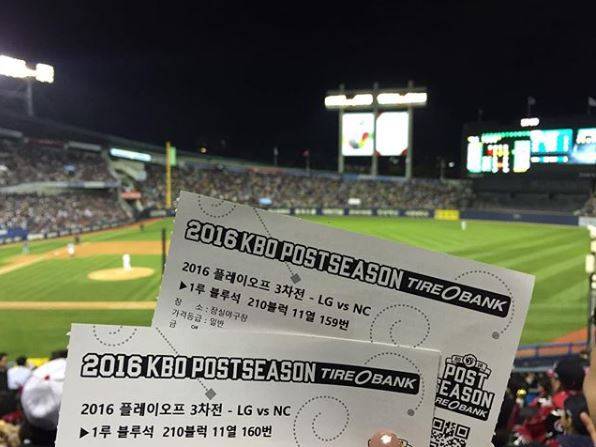 2016 KBO POSTSEASON TIREOBANK
2016 플레이오프 3차전 - LG vs NC
▶1루 블루석 210블럭 11열 159번
장 소 : 잠실야구장
가격등급 : 일반
금
POST
SEASON
2016 KBO POSTSEASON TIREOBANK
2016 플레이오프 3차전 - LG vs NC
▶1루 블루석 210블럭 11열 160번